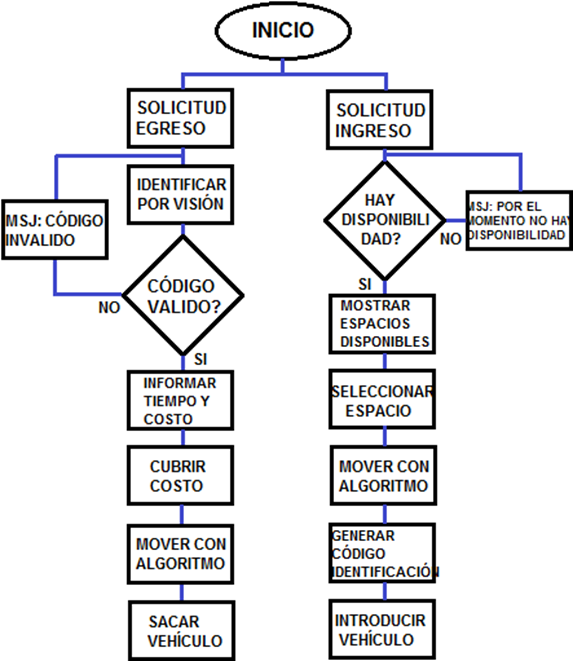 INICIO
SOLICITUD
EGRESO
IDENTIFICAR
POR VISIÓN
MSJ: CÓDIGO
INVALIDO
CÓDIGO
VALIDO?
NO
SI
INFORMAR
TIEMPO Y
COSTO
CUBRIR
COSTO
MOVER CON
ALGORITMO
SACAR
VEHÍCULO
SOLICITUD
INGRESO
HAY
DISPONIBILI
DAD?
NO
MSJ: POR EL
MOMENTO NO HAY
DISPONIBILIDAD
SI
MOSTRAR
ESPACIOS
DISPONIBLES
SELECCIONAR
ESPACIO
MOVER CON
ALGORITMO
GENERAR
CÓDIGO
IDENTIFICACIÓN
INTRODUCIR
VEHÍCULO